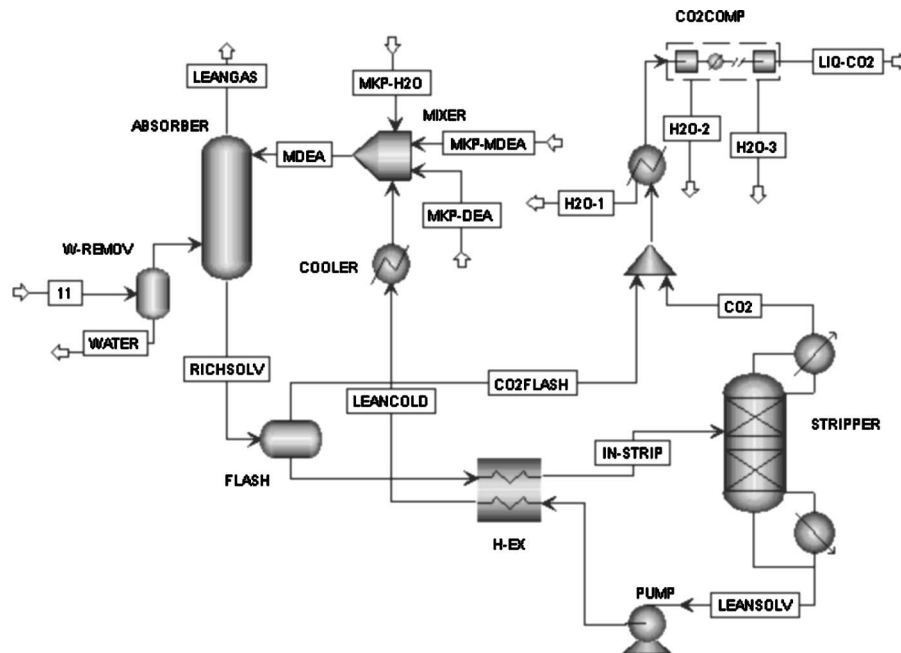 CO2COMP
LEANGAS
MKP-H2O
LIQ-CO2
ABSORBER
MIXER
H2O-2
H2O-3
MDEA
MKP-MDEA
H2O-1
MKP-DEA
W-REMOV
COOLER
11
CO2
WATER
RICHSOLV
CO2FLASH
LEANCOLD
STRIPPER
IN-STRIP
FLASH
H-EX
PUMP
LEANSOLV